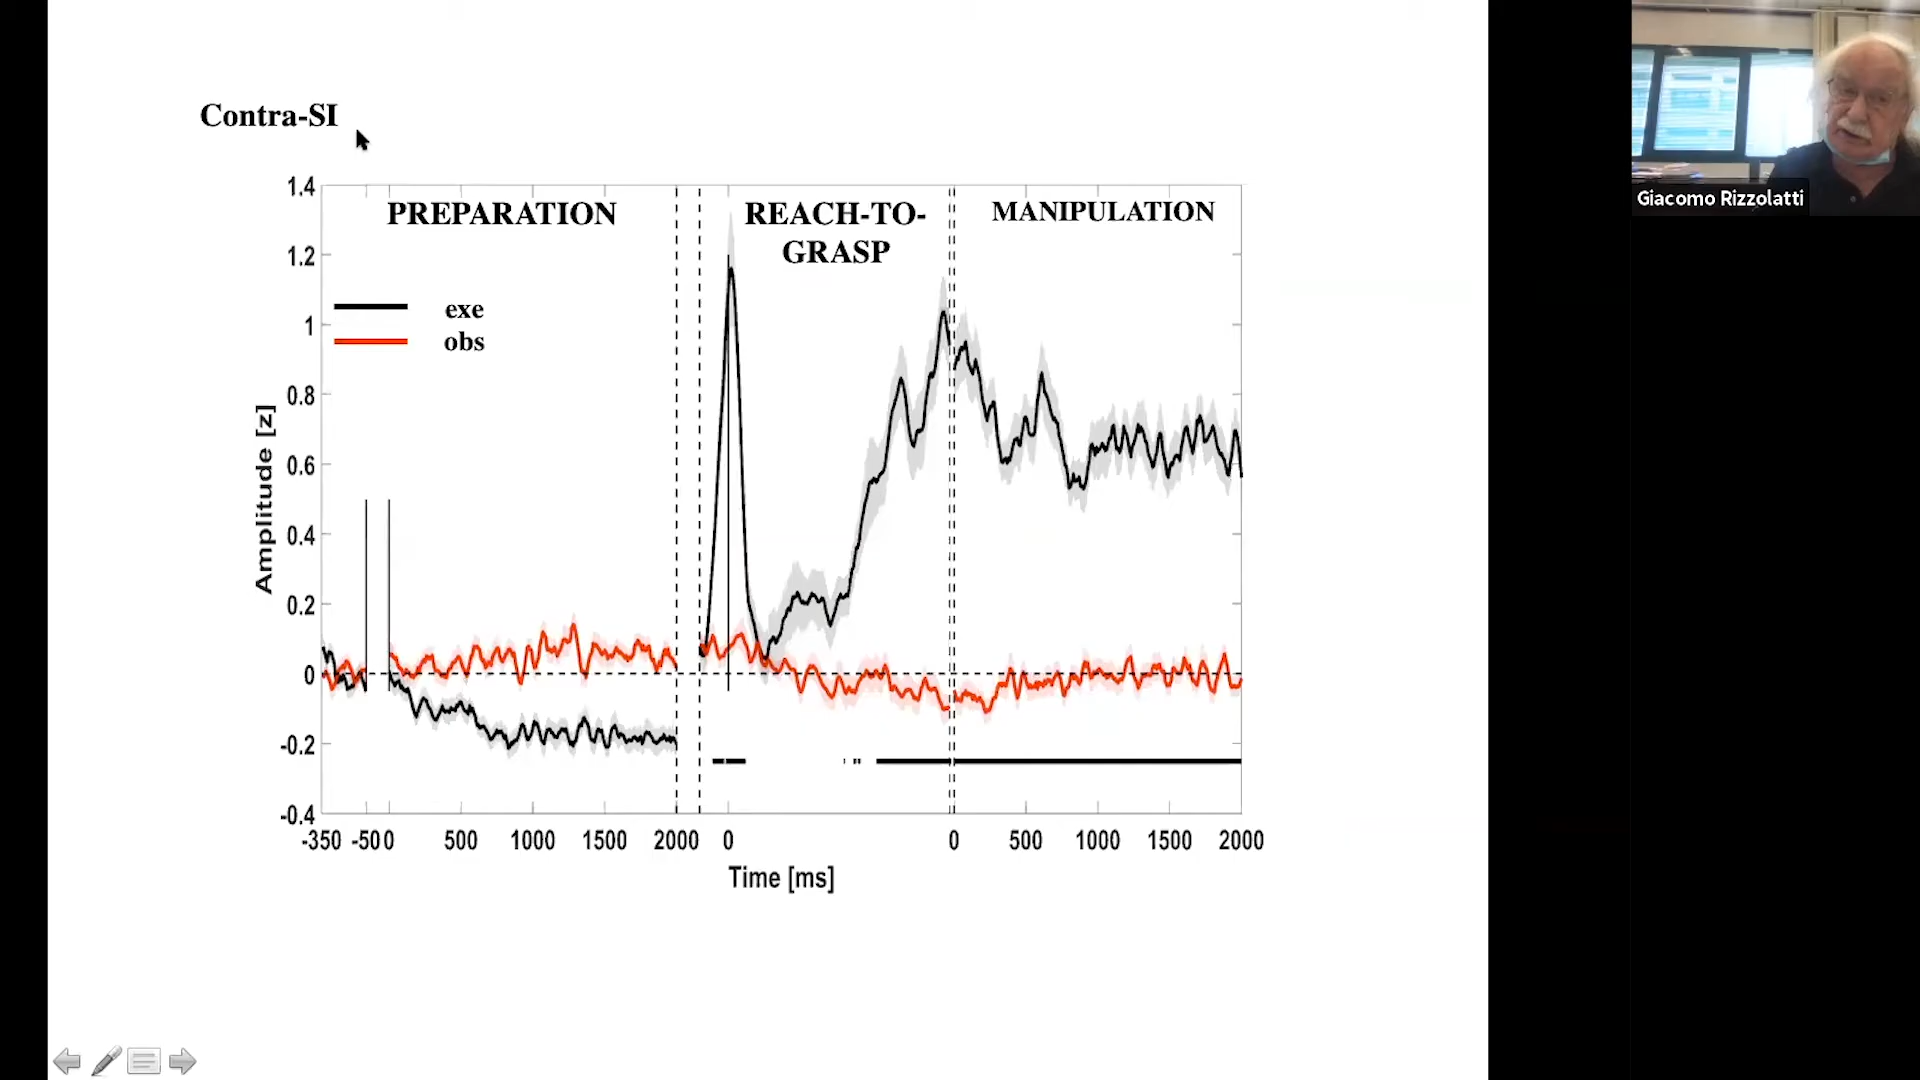 Contra-SI
PREPARATION
REACH-TO-
GRASP
MANIPULATION
exe
obs
Amplitude [z]
1.4
1.2
1
0.8
0.6
0.4
0.2
0
-0.2
-0.4
-350 -500 500 1000 1500 2000 0 0 500 1000 1500 2000
Time [ms]
Giacomo Rizzolatti